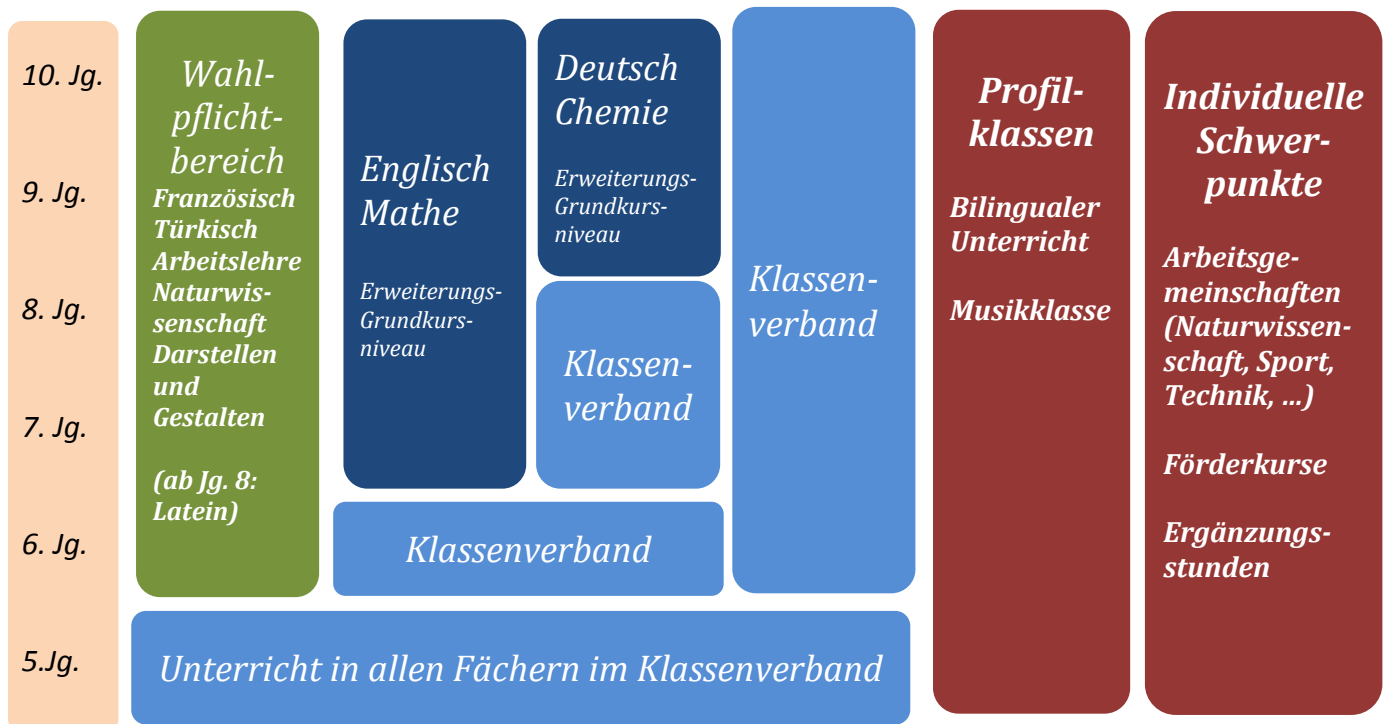 10. Jg.
9. Jg.
8. Jg.
7. Jg.
6. Jg.
5.Jg.
Wahl-
pflicht-
bereich
Französisch
Türkisch
Arbeitslehre
Naturwis-
senschaft
Darstellen
und
Gestalten
(ab Jg. 8:
Latein)
Englisch
Mathe
Erweiterungs-
Grundkurs-
niveau
Deutsch
Chemie
Erweiterungs-
Grundkurs-
niveau
Klassen-
verband
Klassenverband
Klassen-
verband
Unterricht in allen Fächern im Klassenverband
Profil-
klassen
Bilingualer
Unterricht
Musikklasse
Individuelle
Schwer-
punkte
Arbeitsge-
meinschaften
(Naturwissen-
schaft, Sport,
Technik, …)
Förderkurse
Ergänzungs-
stunden